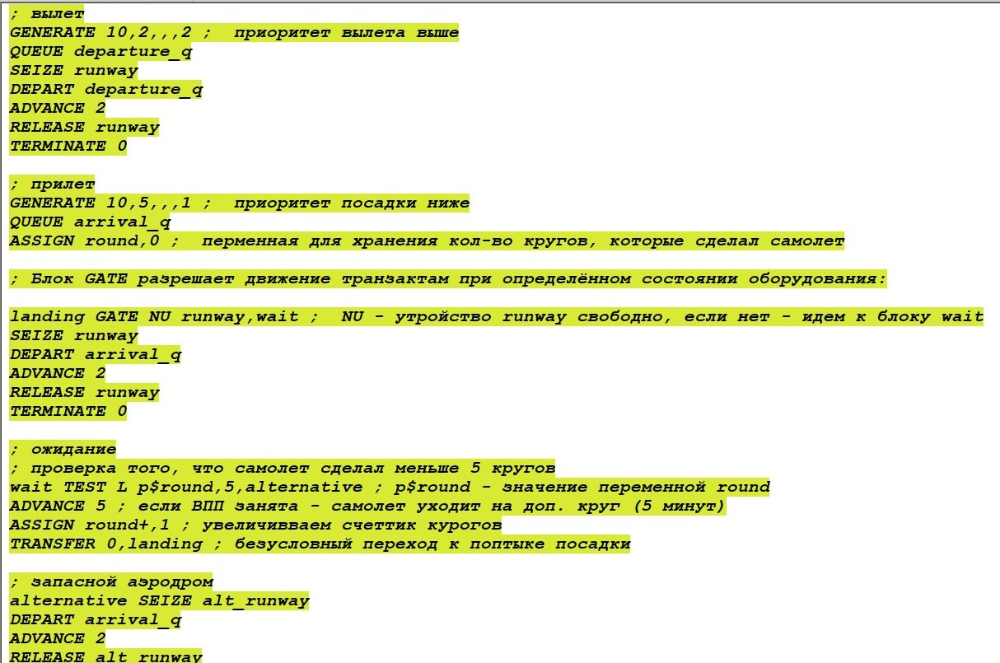 ; вылет
GENERATE 10,2,,,2 ;  приоритет вылета выше
QUEUE departure_q
SEIZE runway
DEPART departure_q
ADVANCE 2
RELEASE runway
TERMINATE 0
; прилет
GENERATE 10,5,,,1 ;  приоритет посадки ниже
QUEUE arrival_q
ASSIGN round,0 ;  перменная для хранения кол-во кругов, которые сделал самолет
; Блок GATE разрешает движение транзактам при определённом состоянии оборудования:
landing GATE NU runway,wait ;  NU - утройство runway свободно, если нет - идем к блоку wait
SEIZE runway
DEPART arrival_q
ADVANCE 2
RELEASE runway
TERMINATE 0
; ожидание
; проверка того, что самолет сделал меньше 5 кругов
wait TEST L p$round,5,alternative ; p$round - значение переменной round
ADVANCE 5 ; если ВПП занята - самолет уходит на доп. круг (5 минут)
ASSIGN round+,1 ; увеличивваем счеттик курогов
TRANSFER 0,landing ; безусловный переход к поптыке посадки
; запасной аэродром
alternative SEIZE alt_runway
DEPART arrival_q
ADVANCE 2
RELEASE alt_runway